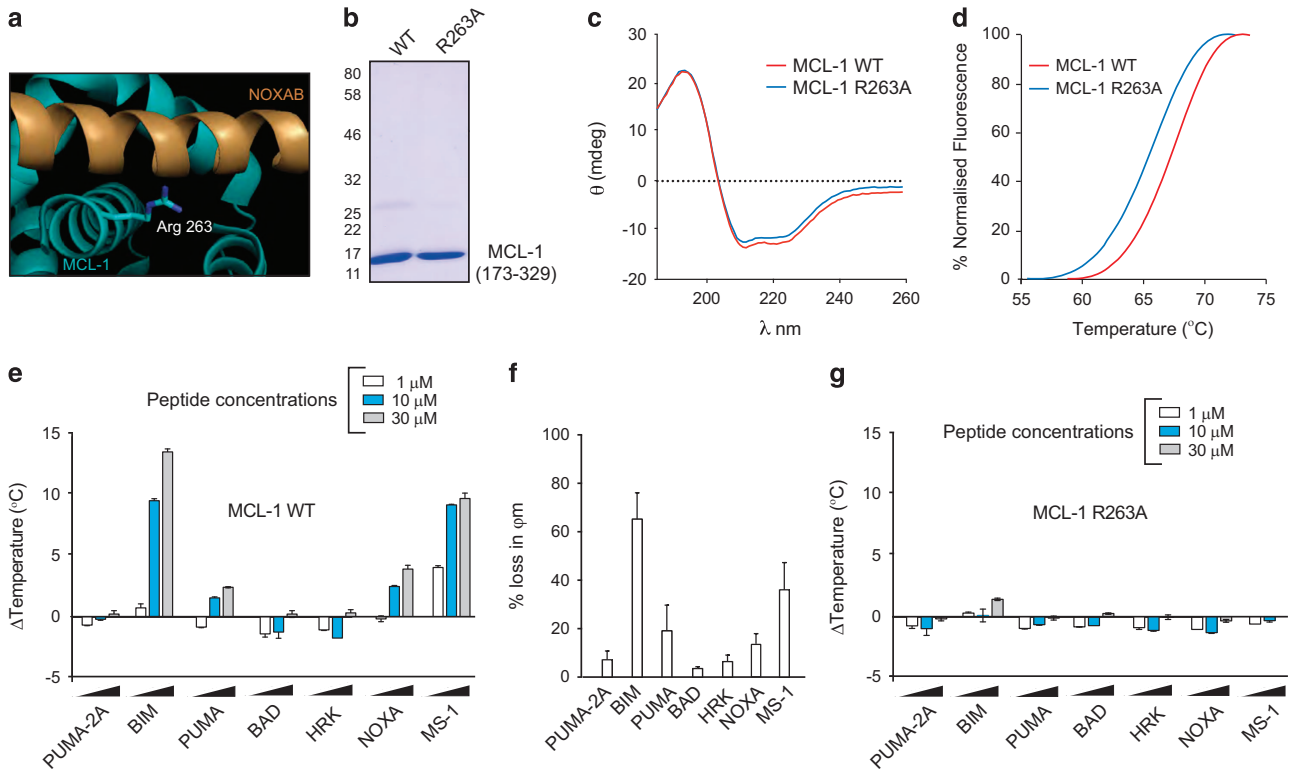 a
NOXAB
Arg 263
MCL-1
b
WT
R263A
80
58
46
32
25
22
17
11
MCL-1
(173-329)
c
30
20
10
0
-10
-20
θ (mdeg)
MCL-1 WT
MCL-1 R263A
200
220
240
260
λ nm
d
100
80
60
40
20
0
% Normalised Fluorescence
MCL-1 WT
MCL-1 R263A
55
60
65
70
75
Temperature (°C)
e
Peptide concentrations
1 μM
10 μM
30 μM
15
10
5
0
-5
ΔTemperature (°C)
MCL-1 WT
PUMA-2A
BIM
PUMA
BAD
HRK
NOXA
MS-1
f
100
80
60
40
20
0
% loss in φm
PUMA-2A
BIM
PUMA
BAD
HRK
NOXA
MS-1
g
Peptide concentrations
1 μM
10 μM
30 μM
15
10
5
0
-5
ΔTemperature (°C)
MCL-1 R263A
PUMA-2A
BIM
PUMA
BAD
HRK
NOXA
MS-1